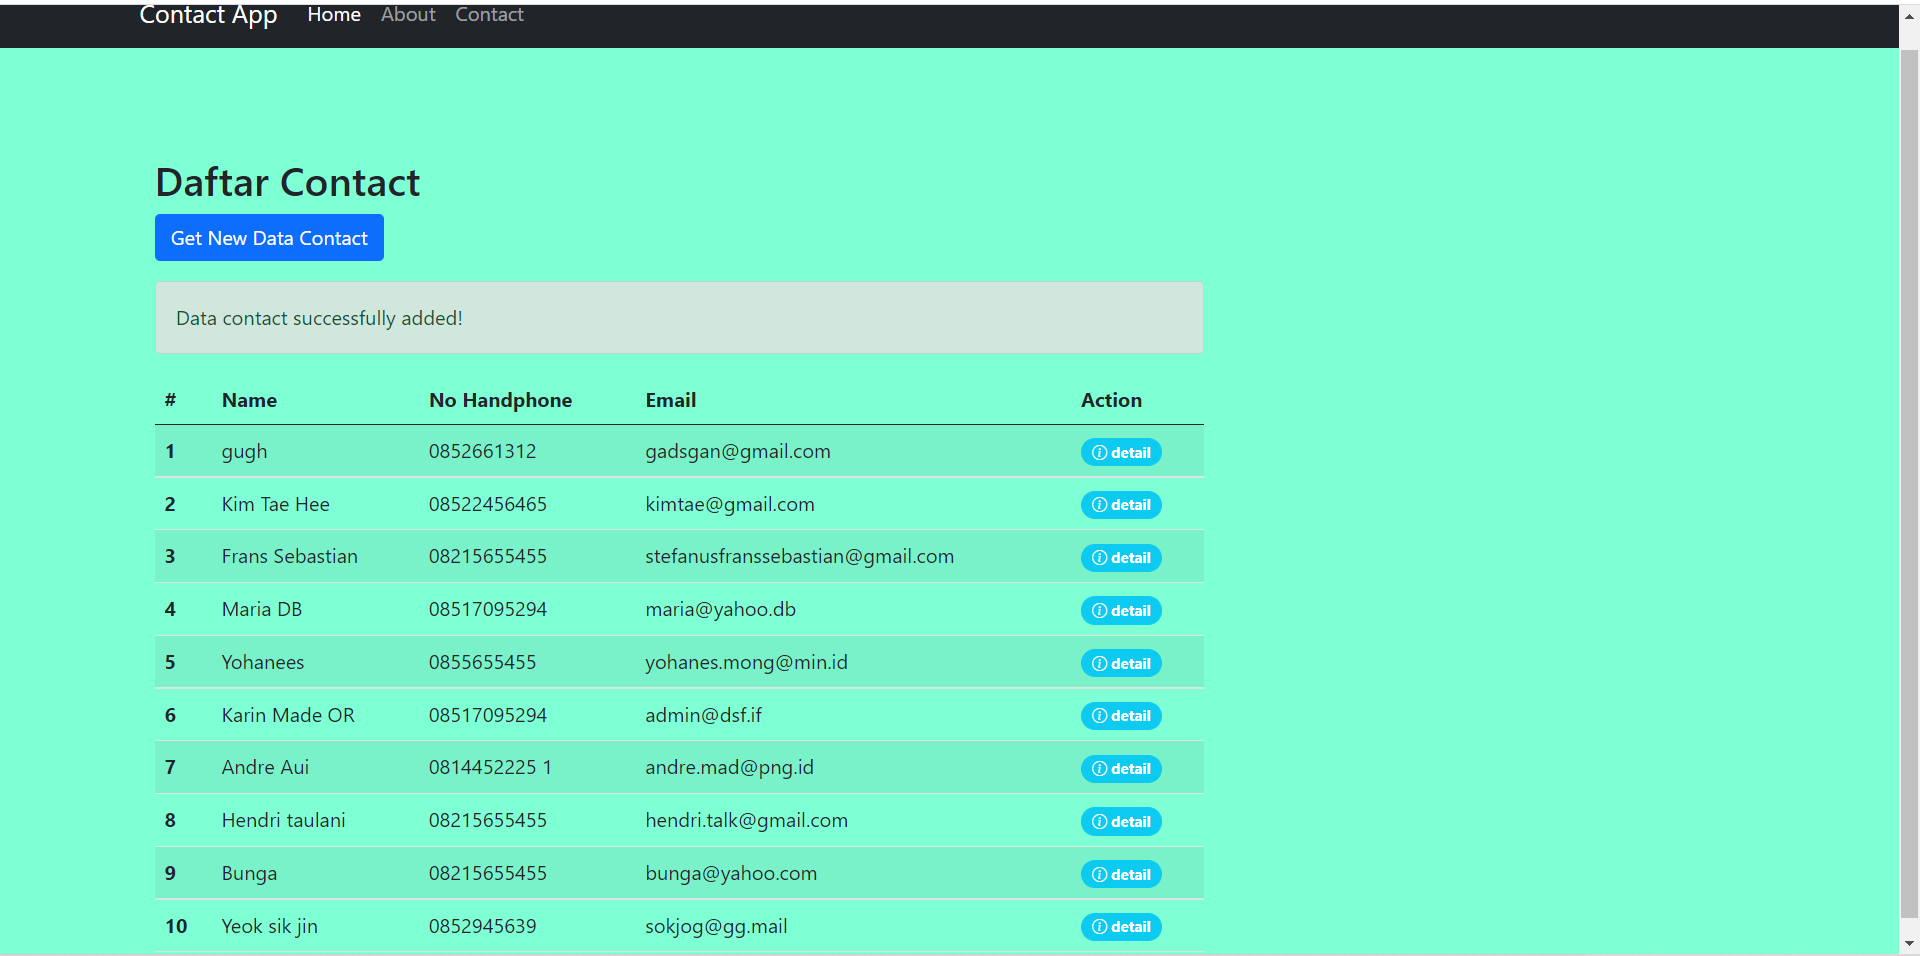 Contact App Home About Contact
Daftar Contact
Get New Data Contact
Data contact successfully added!
# Name No Handphone Email Action
1 gugh 0852661312 gadsgan@gmail.com detail
2 Kim Tae Hee 08522456465 kimtae@gmail.com detail
3 Frans Sebastian 08215655455 stefanusfranssebastian@gmail.com detail
4 Maria DB 08517095294 maria@yahoo.db detail
5 Yohanees 0855655455 yohanes.mong@min.id detail
6 Karin Made OR 08517095294 admin@dsf.if detail
7 Andre Aui 0814452225 1 andre.mad@png.id detail
8 Hendri taulani 08215655455 hendri.talk@gmail.com detail
9 Bunga 08215655455 bunga@yahoo.com detail
10 Yeok sik jin 0852945639 sokjog@gg.mail detail